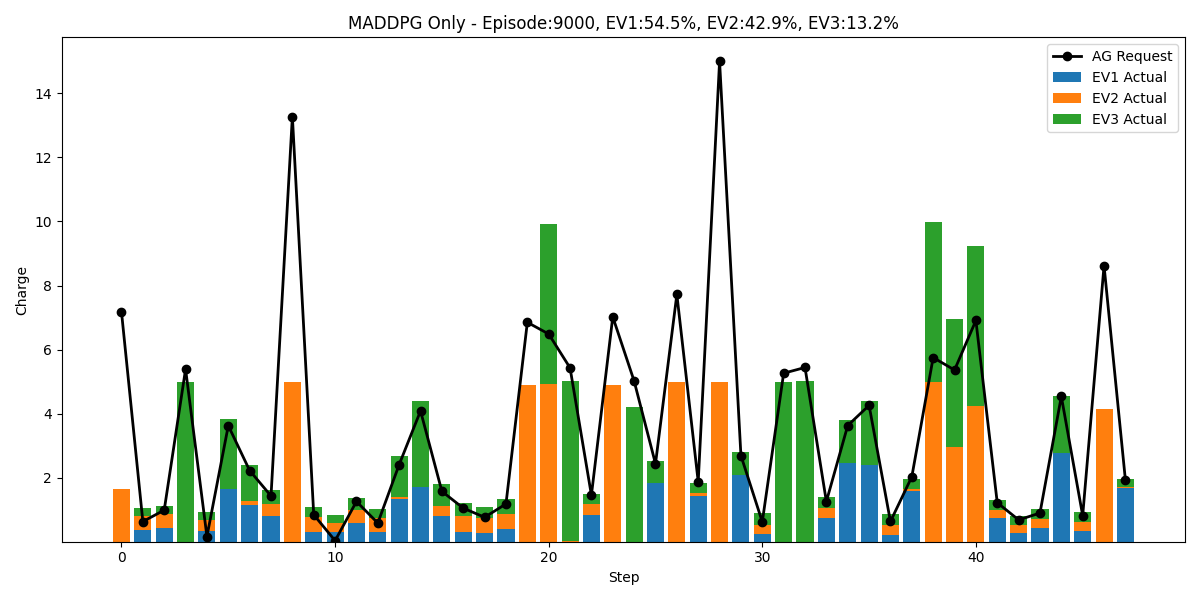 MADDPG Only - Episode:9000, EV1:54.5%, EV2:42.9%, EV3:13.2%
AG Request
EV1 Actual
EV2 Actual
EV3 Actual
Charge
14
12
10
8
6
4
2
0 10 20 30 40
Step